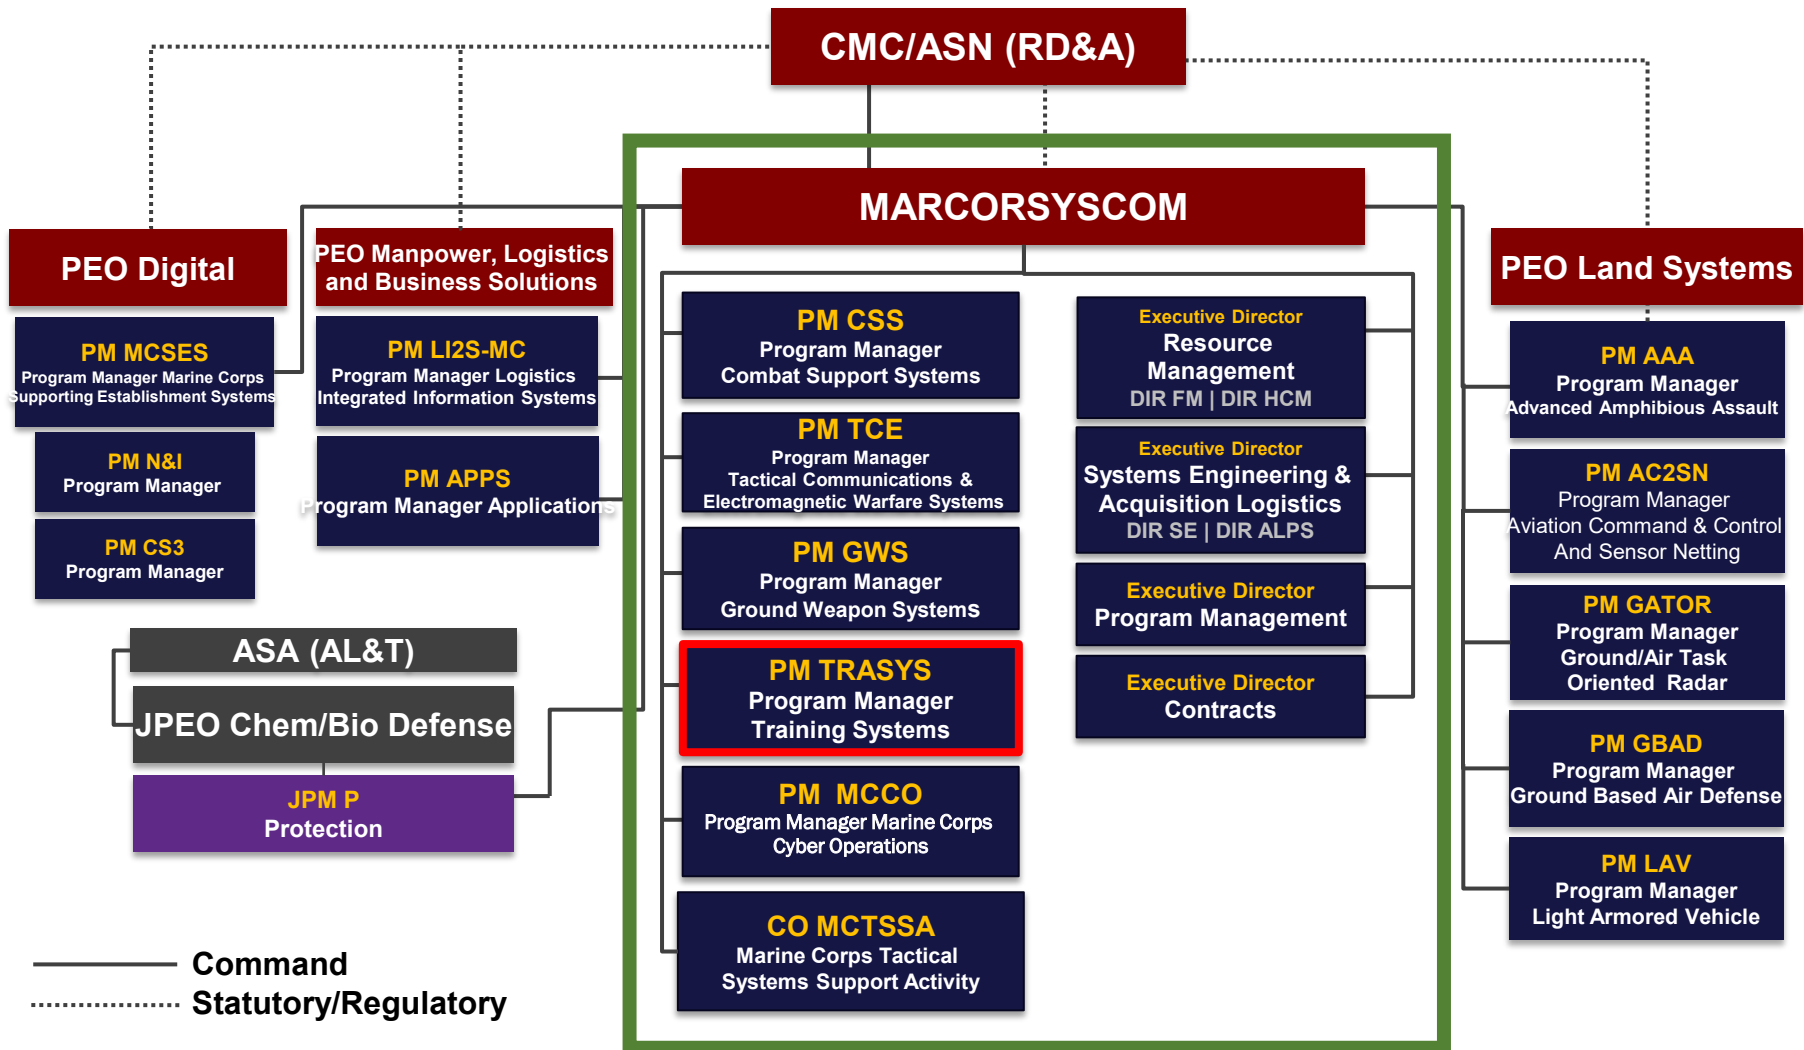 CMC/ASN (RD&A)
MARCORSYSCOM
PEO Digital
PM MCSES
Program Manager Marine Corps
Supporting Establishment Systems
PM N&I
Program Manager
PM CS3
Program Manager
PEO Manpower, Logistics
and Business Solutions
PM LI2S-MC
Program Manager Logistics
Integrated Information Systems
PM APPS
Program Manager Applications
ASA (AL&T)
JPEO Chem/Bio Defense
JPM P
Protection
PM CSS
Program Manager
Combat Support Systems
PM TCE
Program Manager
Tactical Communications &
Electromagnetic Warfare Systems
PM GWS
Program Manager
Ground Weapon Systems
PM TRASYS
Program Manager
Training Systems
PM MCCO
Program Manager Marine Corps
Cyber Operations
CO MCTSSA
Marine Corps Tactical
Systems Support Activity
Executive Director
Resource
Management
DIR FM | DIR HCM
Executive Director
Systems Engineering &
Acquisition Logistics
DIR SE | DIR ALPS
Executive Director
Program Management
Executive Director
Contracts
PEO Land Systems
PM AAA
Program Manager
Advanced Amphibious Assault
PM AC2SN
Program Manager
Aviation Command & Control
And Sensor Netting
PM GATOR
Program Manager
Ground/Air Task
Oriented Radar
PM GBAD
Program Manager
Ground Based Air Defense
PM LAV
Program Manager
Light Armored Vehicle
Command
Statutory/Regulatory